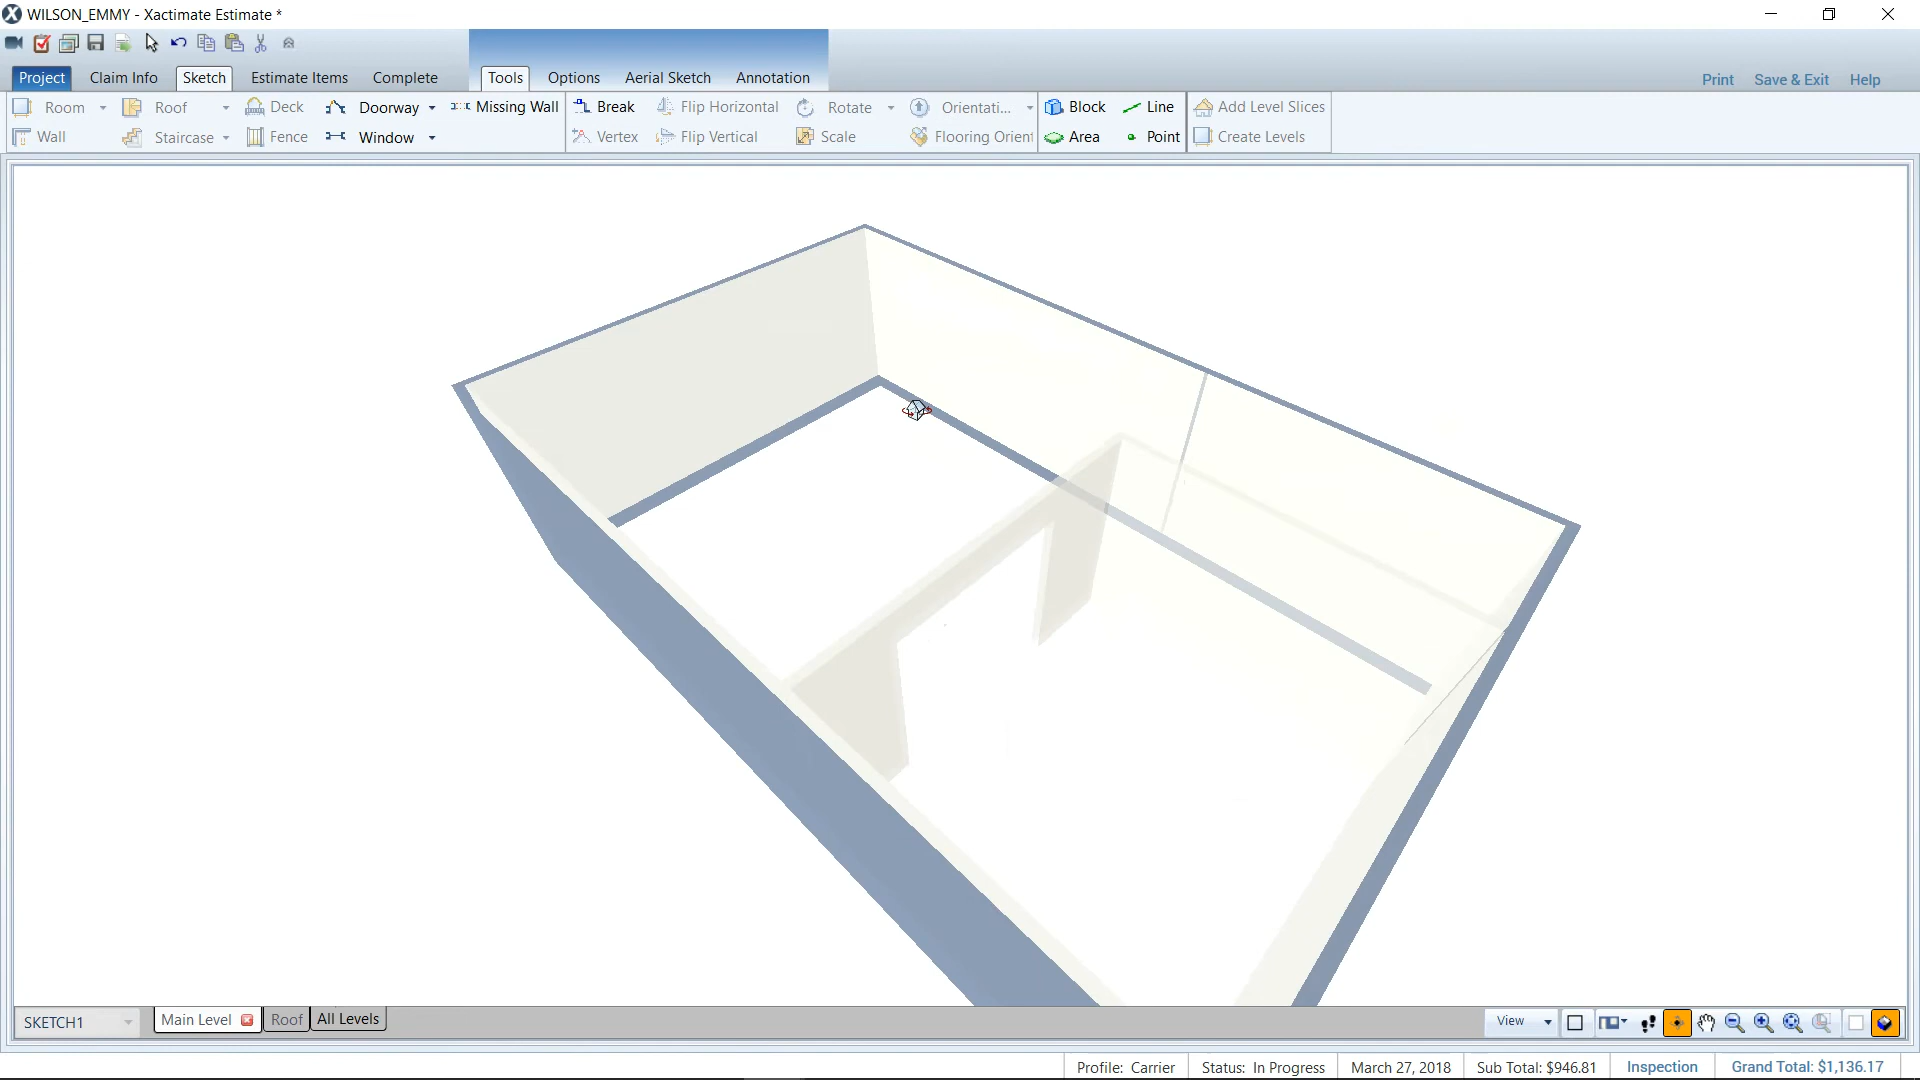 WILSON_EMMY - Xactimate Estimate *
Project Claim Info Sketch Estimate Items Complete Tools Options Aerial Sketch Annotation Print Save & Exit Help
Room Roof Deck Doorway Missing Wall Break Flip Horizontal Rotate Orientati... Block Line Add Level Slices
Wall Staircase Fence Window Vertex Flip Vertical Scale Flooring Orient Area Point Create Levels
SKETCH1 Main Level Roof All Levels View
Profile: Carrier Status: In Progress March 27, 2018 Sub Total: $946.81 Inspection Grand Total: $1,136.17